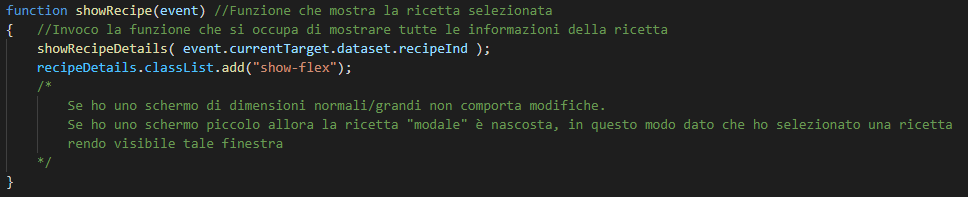 function showRecipe(event) //Funzione che mostra la ricetta selezionata
{   //Invoco la funzione che si occupa di mostrare tutte le informazioni della ricetta
    showRecipeDetails( event.currentTarget.dataset.recipeInd );
    recipeDetails.classList.add("show-flex");
    /*
        Se ho uno schermo di dimensioni normali/grandi non comporta modifiche.
        Se ho uno schermo piccolo allora la ricetta "modale" è nascosta, in questo modo dato che ho selezionato una ricetta
        rendo visibile tale finestra
    */
}